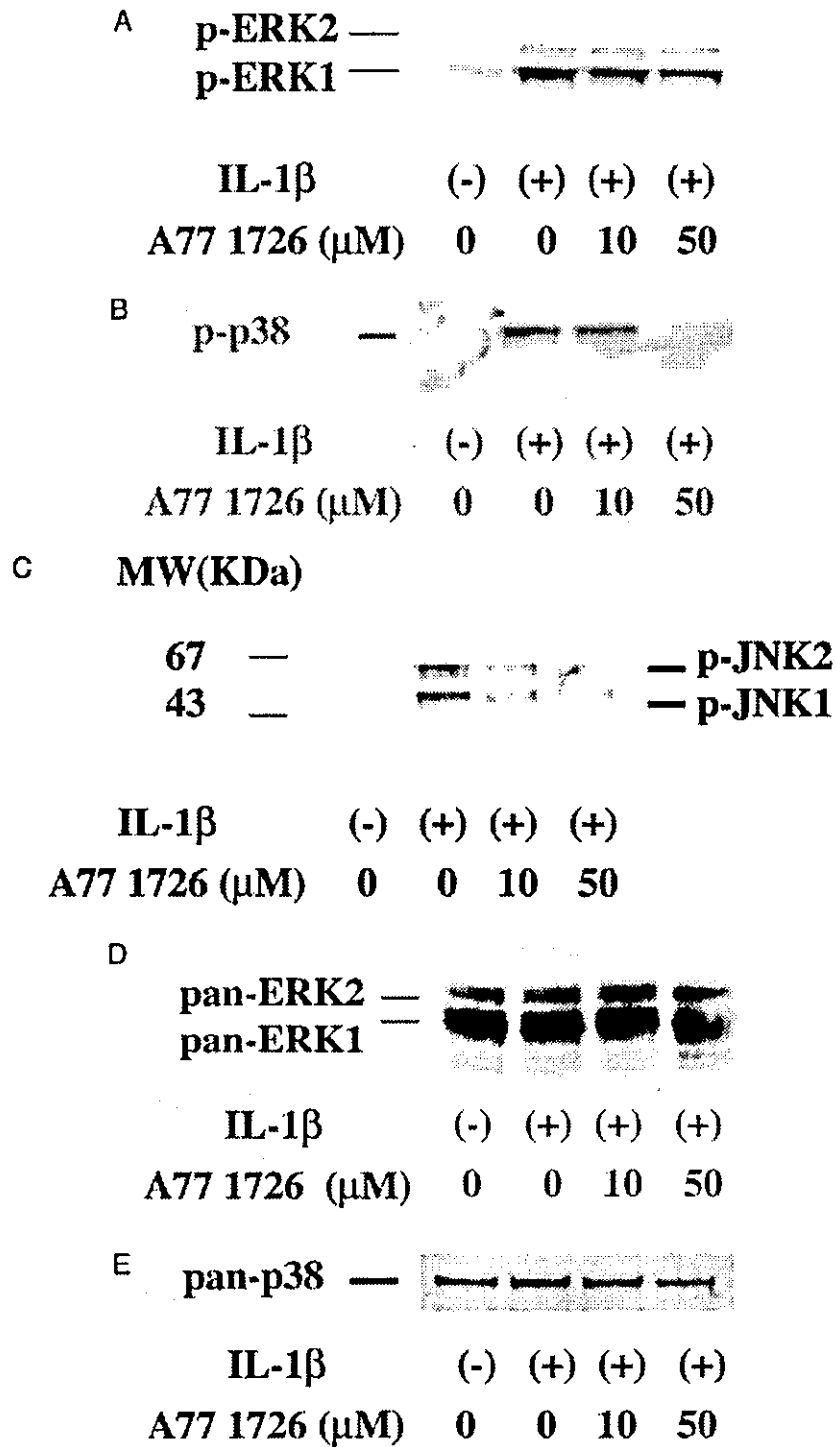 A
p-ERK2
p-ERK1
IL-1β (-) (+) (+) (+)
A77 1726 (μM) 0 0 10 50
B
p-p38
IL-1β (-) (+) (+) (+)
A77 1726 (μM) 0 0 10 50
C MW(KDa)
67 p-JNK2
43 p-JNK1
IL-1β (-) (+) (+) (+)
A77 1726 (μM) 0 0 10 50
D
pan-ERK2
pan-ERK1
IL-1β (-) (+) (+) (+)
A77 1726 (μM) 0 0 10 50
E pan-p38
IL-1β (-) (+) (+) (+)
A77 1726 (μM) 0 0 10 50